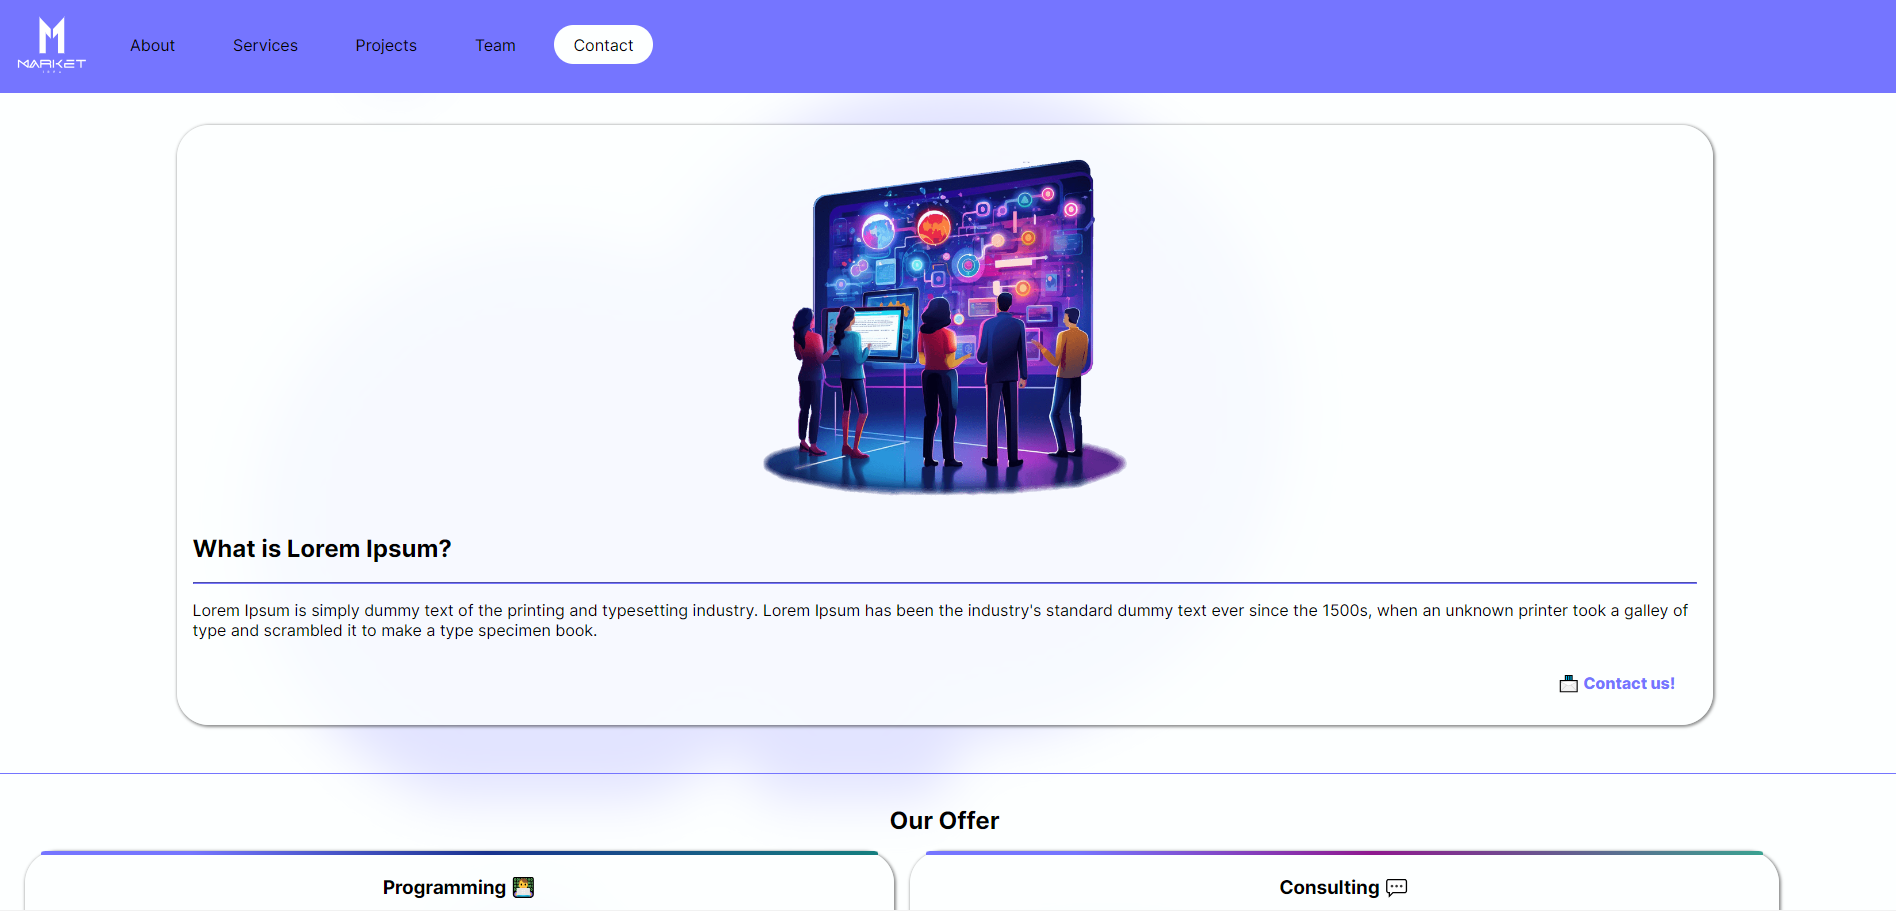 MARKET
About
Services
Projects
Team
Contact
What is Lorem Ipsum?
Lorem Ipsum is simply dummy text of the printing and typesetting industry. Lorem Ipsum has been the industry's standard dummy text ever since the 1500s, when an unknown printer took a galley of
type and scrambled it to make a type specimen book.
Contact us!
Our Offer
Programming
Consulting